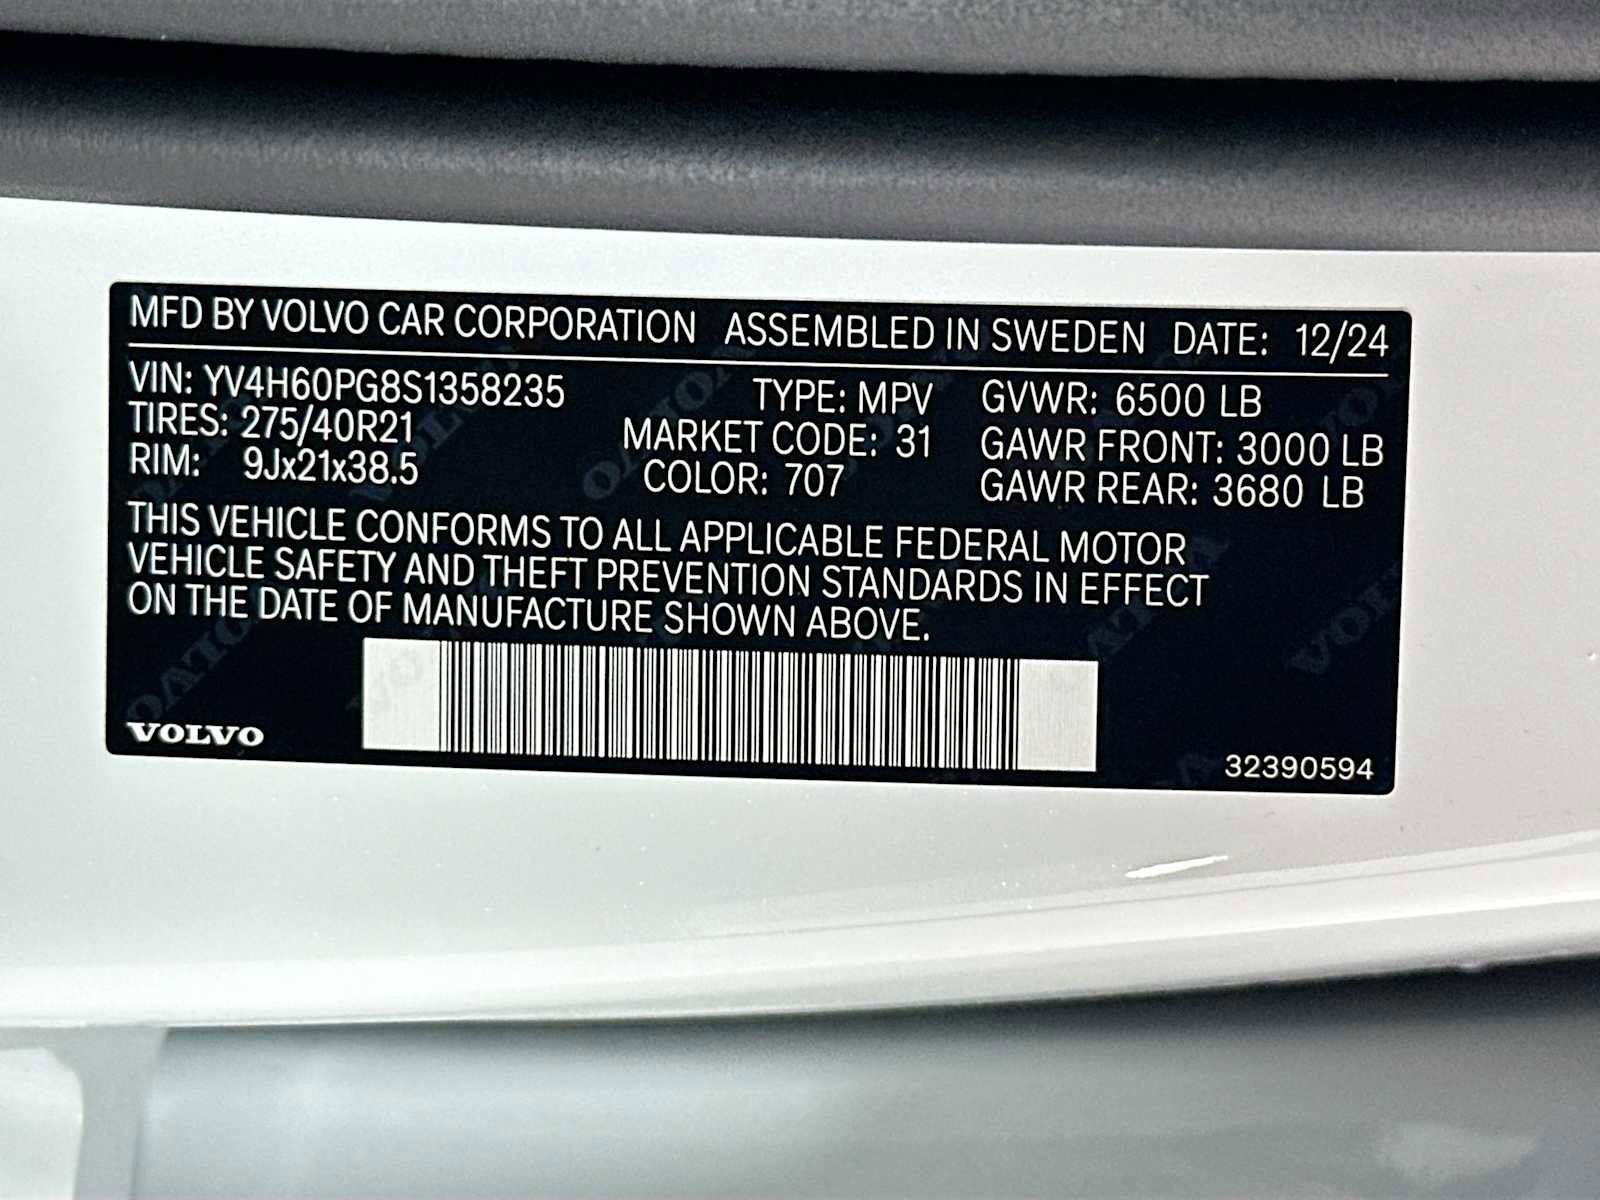 MFD BY VOLVO CAR CORPORATION ASSEMBLED IN SWEDEN DATE: 12/24
VIN: YV4H60PG8S1358235 TYPE: MPV GVWR: 6500 LB
TIRES: 275/40R21 MARKET CODE: 31 GAWR FRONT: 3000 LB
RIM: 9Jx21x38.5 COLOR: 707 GAWR REAR: 3680 LB
THIS VEHICLE CONFORMS TO ALL APPLICABLE FEDERAL MOTOR
VEHICLE SAFETY AND THEFT PREVENTION STANDARDS IN EFFECT
ON THE DATE OF MANUFACTURE SHOWN ABOVE.
VOLVO
32390594